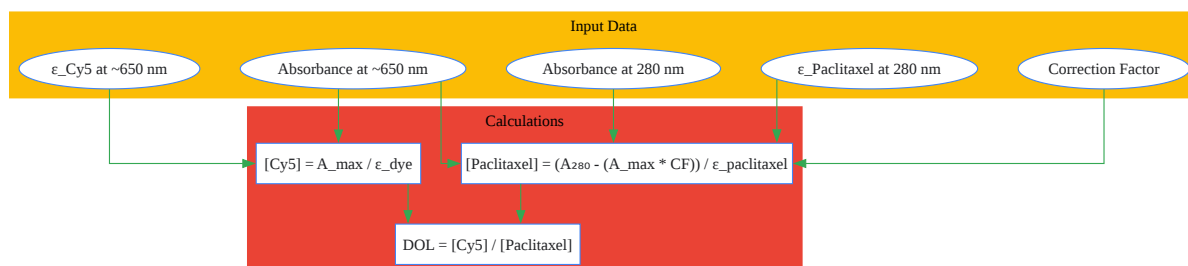 Input Data
ε_Cy5 at ~650 nm
Absorbance at ~650 nm
Absorbance at 280 nm
ε_Paclitaxel at 280 nm
Correction Factor
Calculations
[Cy5] = A_max / ε_dye
[Paclitaxel] = (A₂₈₀ - (A_max * CF)) / ε_paclitaxel
DOL = [Cy5] / [Paclitaxel]